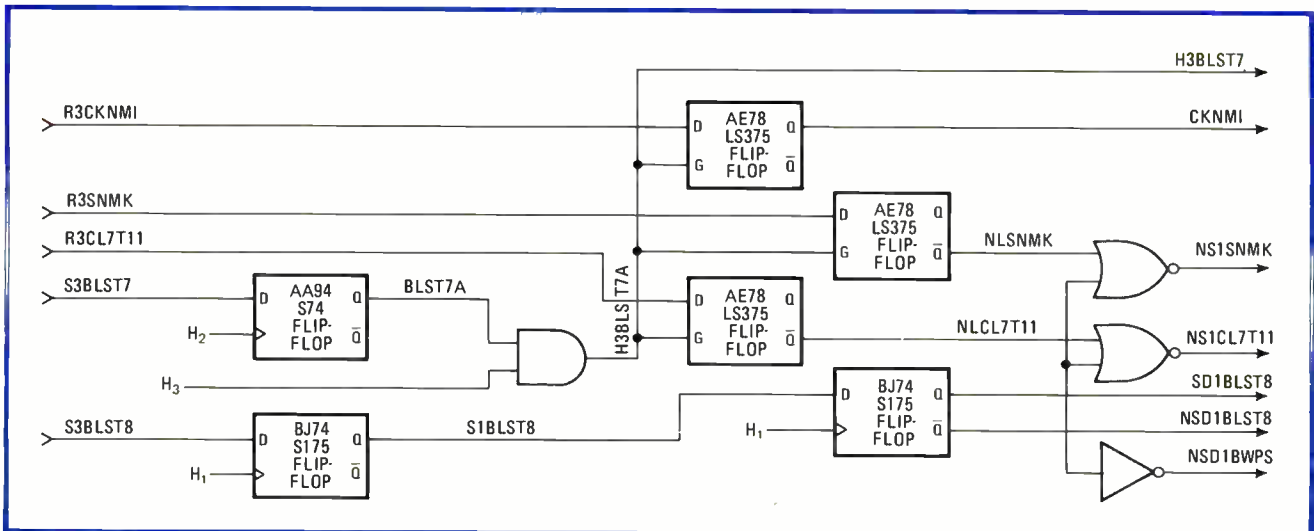 H3BLST7
R3CKNMI
D
AE78
LS375
FLIP-
FLOP
Q
G
Q̅
CKNMI
R3SNMK
D
AE78
LS375
FLIP-
FLOP
Q
G
Q̅
NLSNMK
NS1SNMK
R3CL7T11
S3BLST7
D
AA94
S74
FLIP-
FLOP
Q
Q̅
H₂
BLST7A
H3BLST7A
H₃
D
AE78
LS375
FLIP-
FLOP
Q
G
Q̅
NLCL7T11
NS1CL7T11
S3BLST8
D
BJ74
S175
FLIP-
FLOP
Q
Q̅
H₁
S1BLST8
D
BJ74
S175
FLIP-
FLOP
Q
Q̅
H₁
SD1BLST8
NSD1BLST8
NSD1BWPS